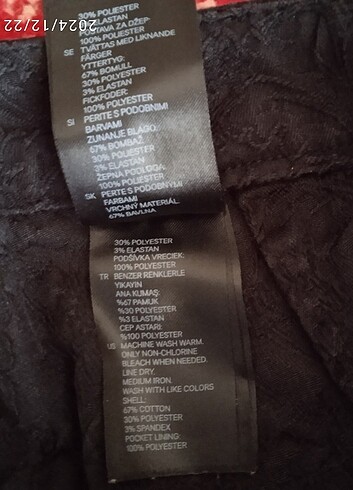 2024/12/22
30% POLIESTER
3% ELASTAN
ПОСТАВА ЗА ДЖЕП:
100% POLIESTER
SE TVÄTTAS MED LIKNANDE
FÄRGER
YTTERTYG:
67% BOMULL
30% POLYESTER
3% ELASTAN
FICKFODER:
100% POLYESTER
SI PERITE S PODOBNIMI
BARVAMI
ZUNANJE BLAGO:
67% BOMBAŽ
30% POLIESTER
3% ELASTAN
ŽEPNA PODLOGA:
100% POLIESTER
SK PERTE S PODOBNÝMI
FARBAMI
VRCHNÝ MATERIÁL:
67% BAVLNA
30% POLYESTER
3% ELASTAN
PODŠÍVKA VRECIEK:
100% POLYESTER
TR BENZER RENKLERLE
YIKAYIN
ANA KUMAŞ:
%67 PAMUK
%30 POLYESTER
%3 ELASTAN
CEP ASTARI:
%100 POLYESTER
US MACHINE WASH WARM.
ONLY NON-CHLORINE
BLEACH WHEN NEEDED.
LINE DRY.
MEDIUM IRON.
WASH WITH LIKE COLORS
SHELL:
67% COTTON
30% POLYESTER
3% SPANDEX
POCKET LINING:
100% POLYESTER